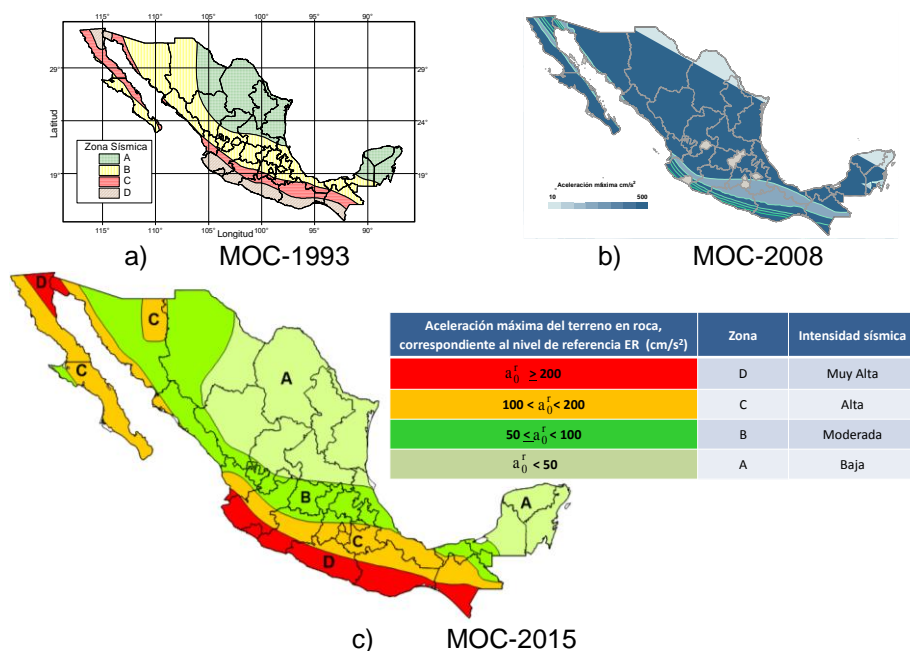 115° 110° 105° 100° 95° 90°
29°
24°
19°
Latitud
Zona Sísmica
A
B
C
D
115° 110° 105° 100° 95° 90°
Longitud
a) MOC-1993
Aceleración máxima cm/s²
10 500
b) MOC-2008
D
C
C
A
B
C
D
A
c) MOC-2015
Aceleración máxima del terreno en roca, correspondiente al nivel de referencia ER (cm/s²) Zona Intensidad sísmica
a₀ʳ ≥ 200 D Muy Alta
100 < a₀ʳ < 200 C Alta
50 ≤ a₀ʳ < 100 B Moderada
a₀ʳ < 50 A Baja